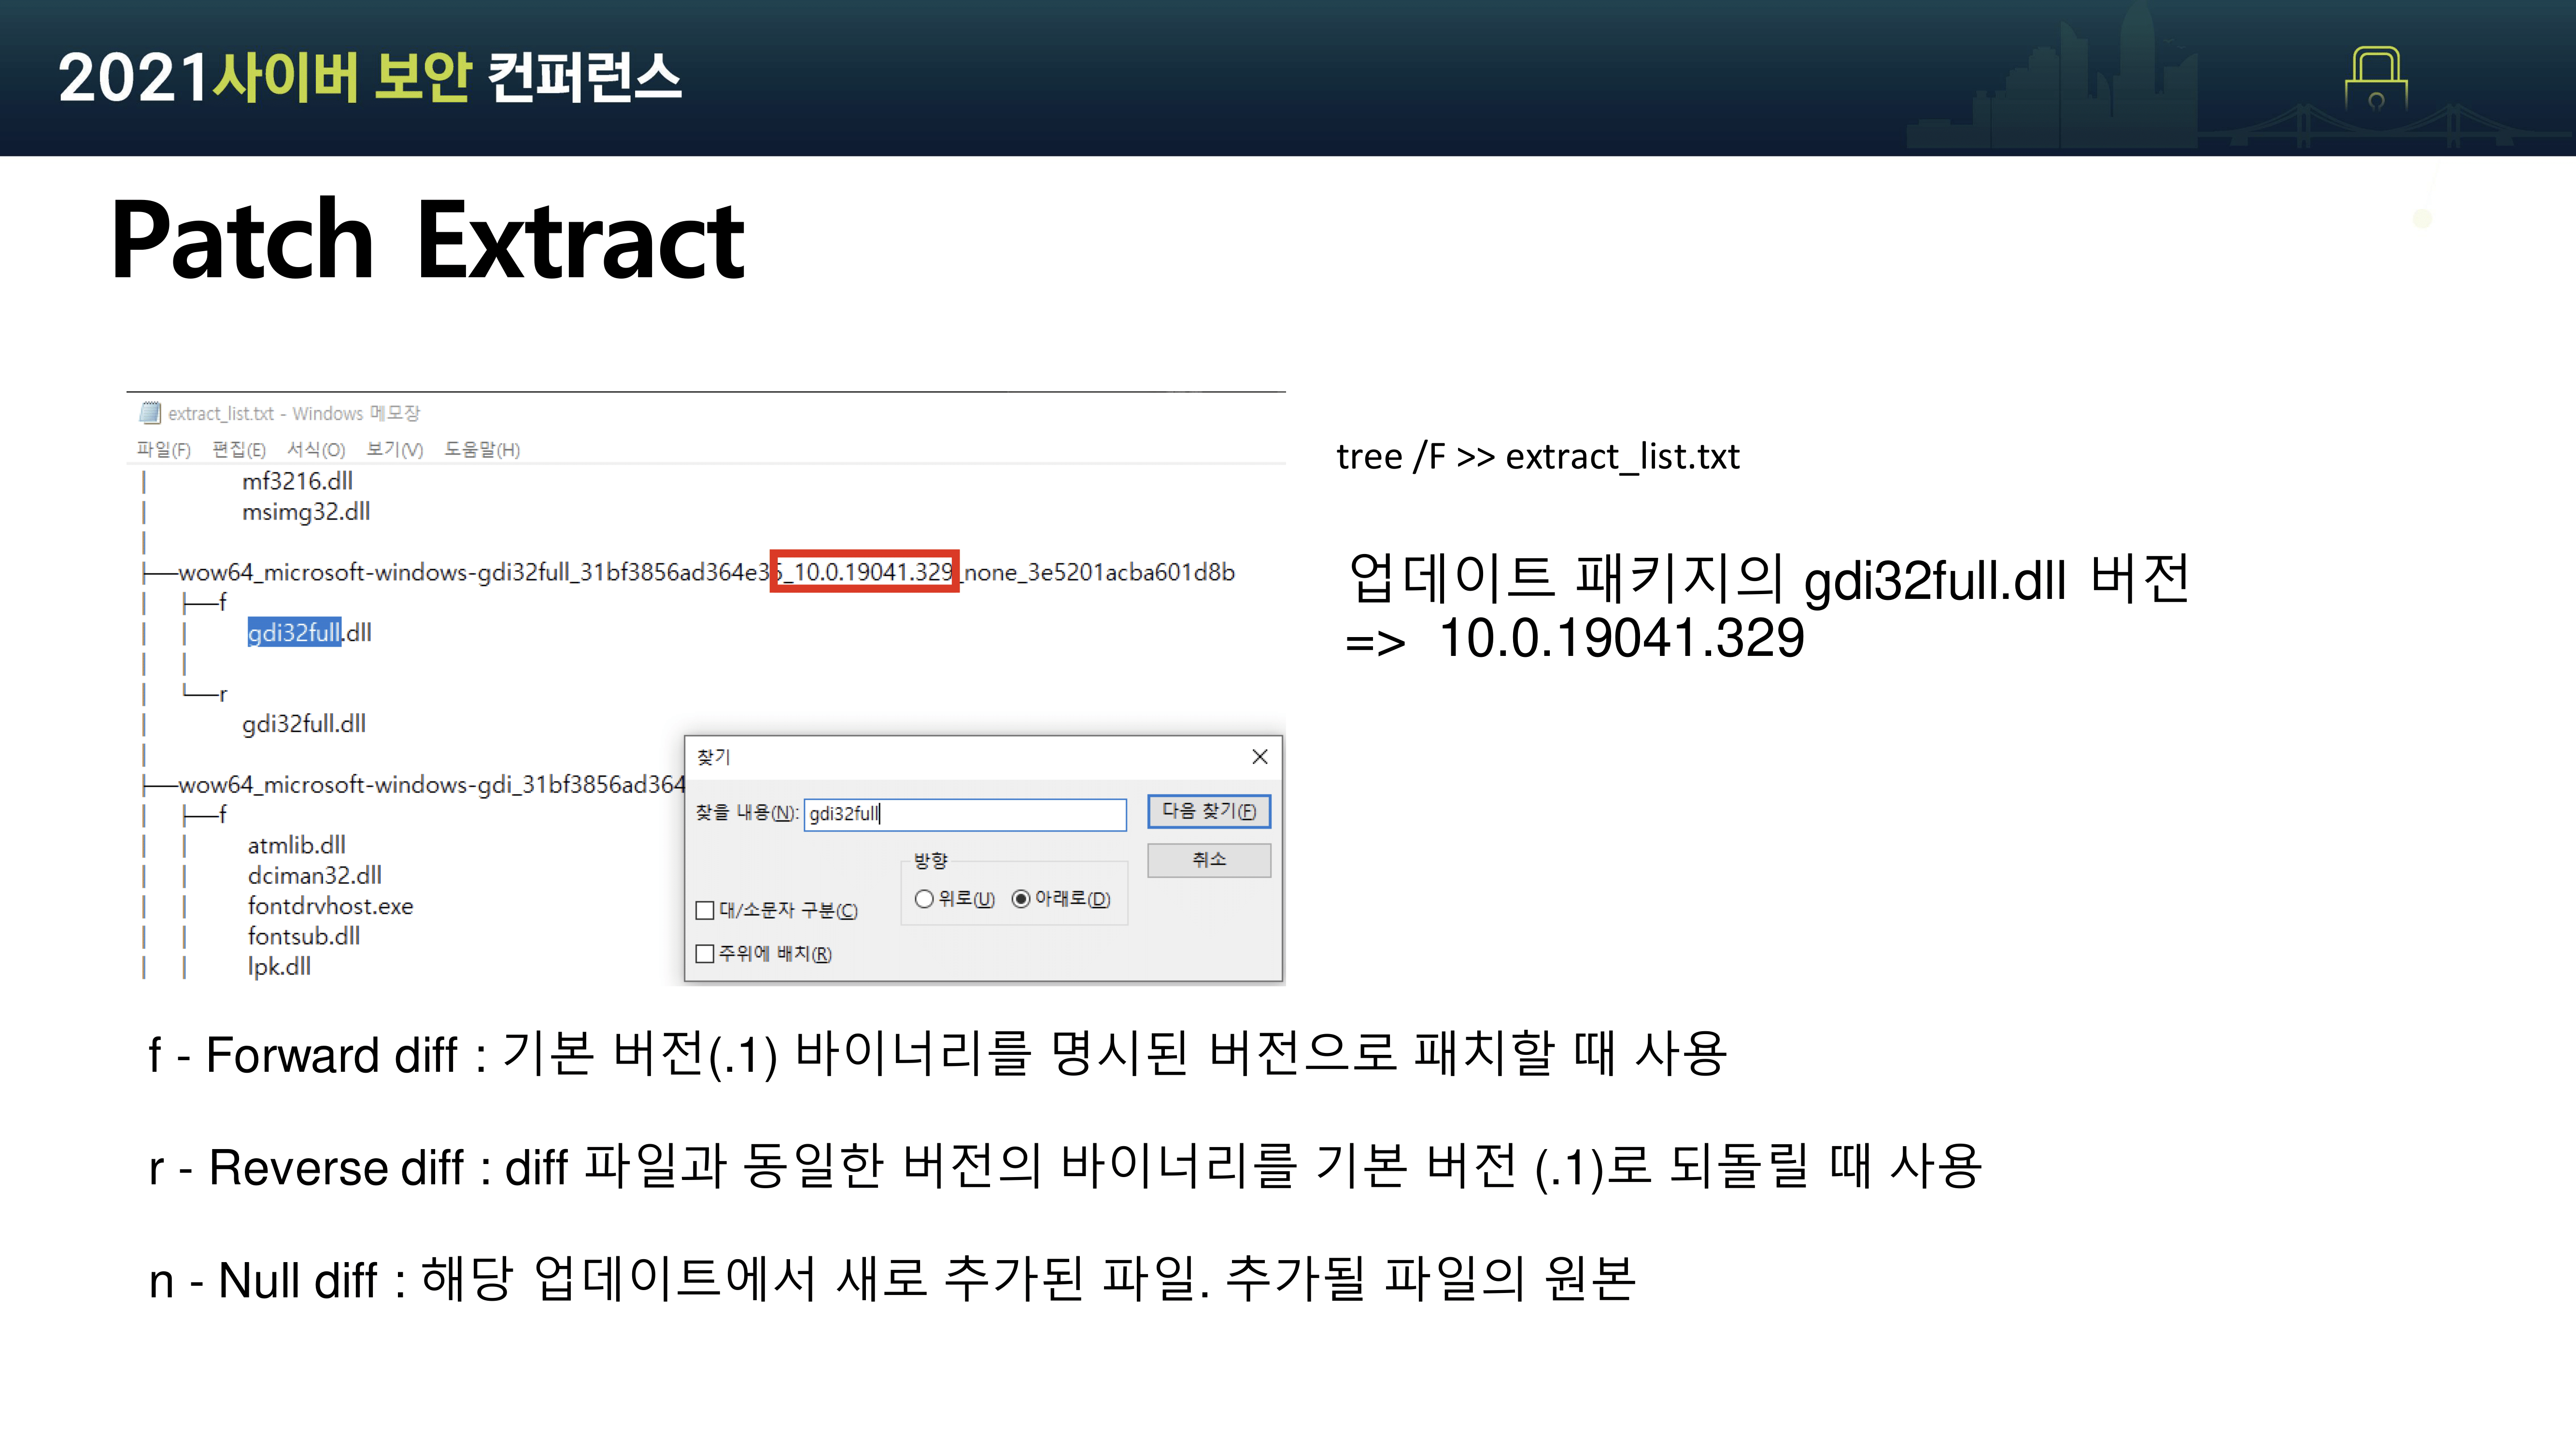 2021사이버 보안 컨퍼런스
Patch Extract
extract_list.txt - Windows 메모장
파일(F) 편집(E) 서식(O) 보기(V) 도움말(H)
mf3216.dll
msimg32.dll
wow64_microsoft-windows-gdi32full_31bf3856ad364e35_10.0.19041.329_none_3e5201acba601d8b
f
gdi32full.dll
r
gdi32full.dll
wow64_microsoft-windows-gdi_31bf3856ad364
f
atmlib.dll
dciman32.dll
fontdrvhost.exe
fontsub.dll
lpk.dll
찾기
찾을 내용(N): gdi32full
다음 찾기(F)
취소
방향
위로(U) 아래로(D)
대/소문자 구분(C)
주위에 배치(R)
tree /F >> extract_list.txt
업데이트 패키지의 gdi32full.dll 버전
=> 10.0.19041.329
f - Forward diff : 기본 버전(.1) 바이너리를 명시된 버전으로 패치할 때 사용
r - Reverse diff : diff 파일과 동일한 버전의 바이너리를 기본 버전 (.1)로 되돌릴 때 사용
n - Null diff : 해당 업데이트에서 새로 추가된 파일. 추가될 파일의 원본